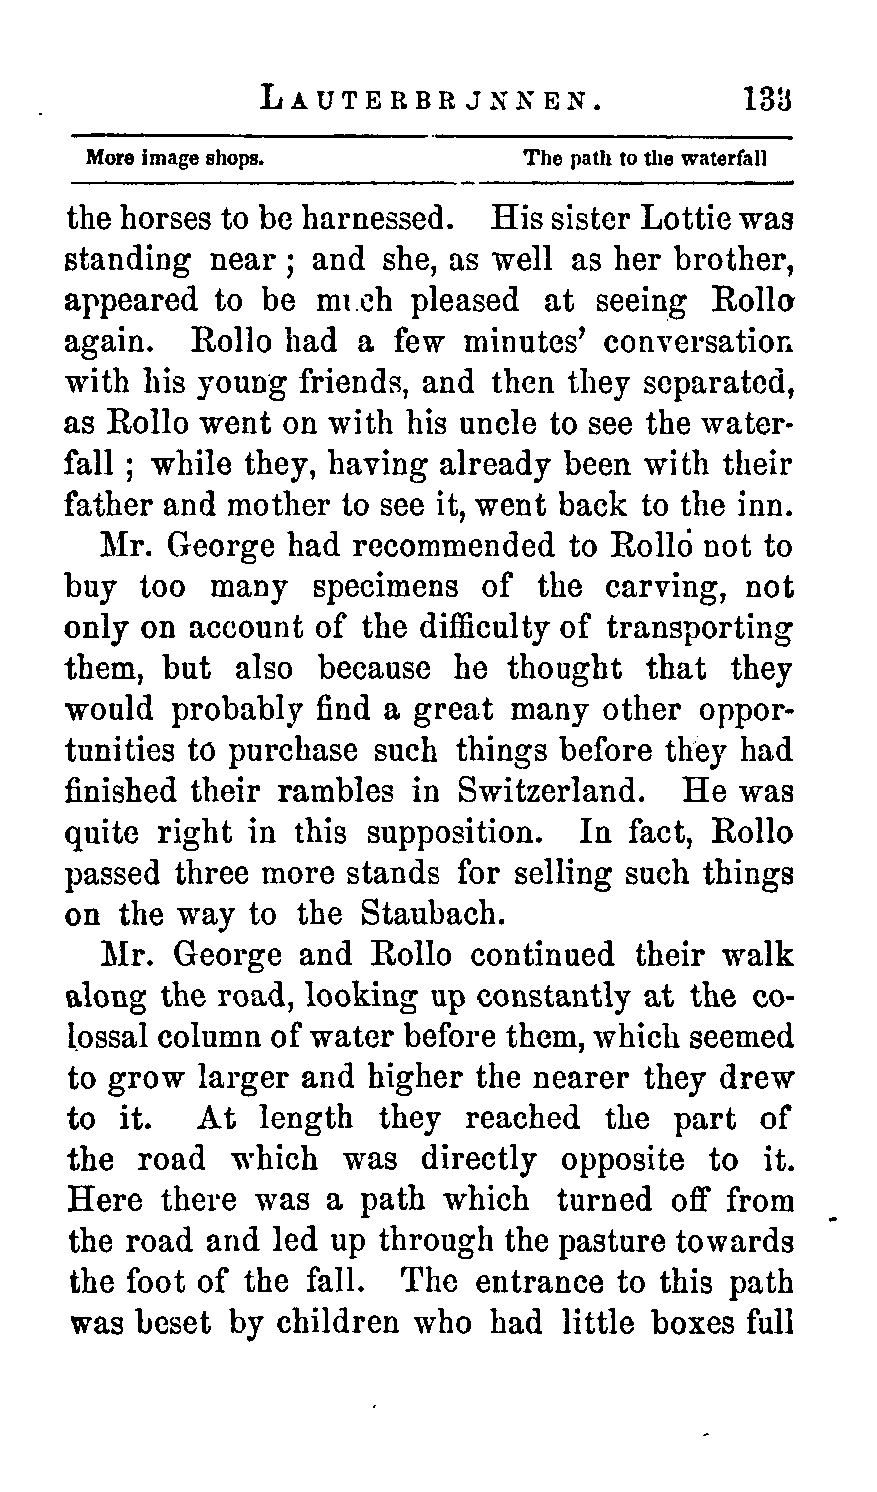 LAUTERBRUNNEN. 133
More image shops. The path to the waterfall
the horses to be harnessed. His sister Lottie was
standing near ; and she, as well as her brother,
appeared to be much pleased at seeing Rollo
again. Rollo had a few minutes' conversation
with his young friends, and then they separated,
as Rollo went on with his uncle to see the water-
fall ; while they, having already been with their
father and mother to see it, went back to the inn.
Mr. George had recommended to Rollo not to
buy too many specimens of the carving, not
only on account of the difficulty of transporting
them, but also because he thought that they
would probably find a great many other oppor-
tunities to purchase such things before they had
finished their rambles in Switzerland. He was
quite right in this supposition. In fact, Rollo
passed three more stands for selling such things
on the way to the Staubach.
Mr. George and Rollo continued their walk
along the road, looking up constantly at the co-
lossal column of water before them, which seemed
to grow larger and higher the nearer they drew
to it. At length they reached the part of
the road which was directly opposite to it.
Here there was a path which turned off from
the road and led up through the pasture towards
the foot of the fall. The entrance to this path
was beset by children who had little boxes full